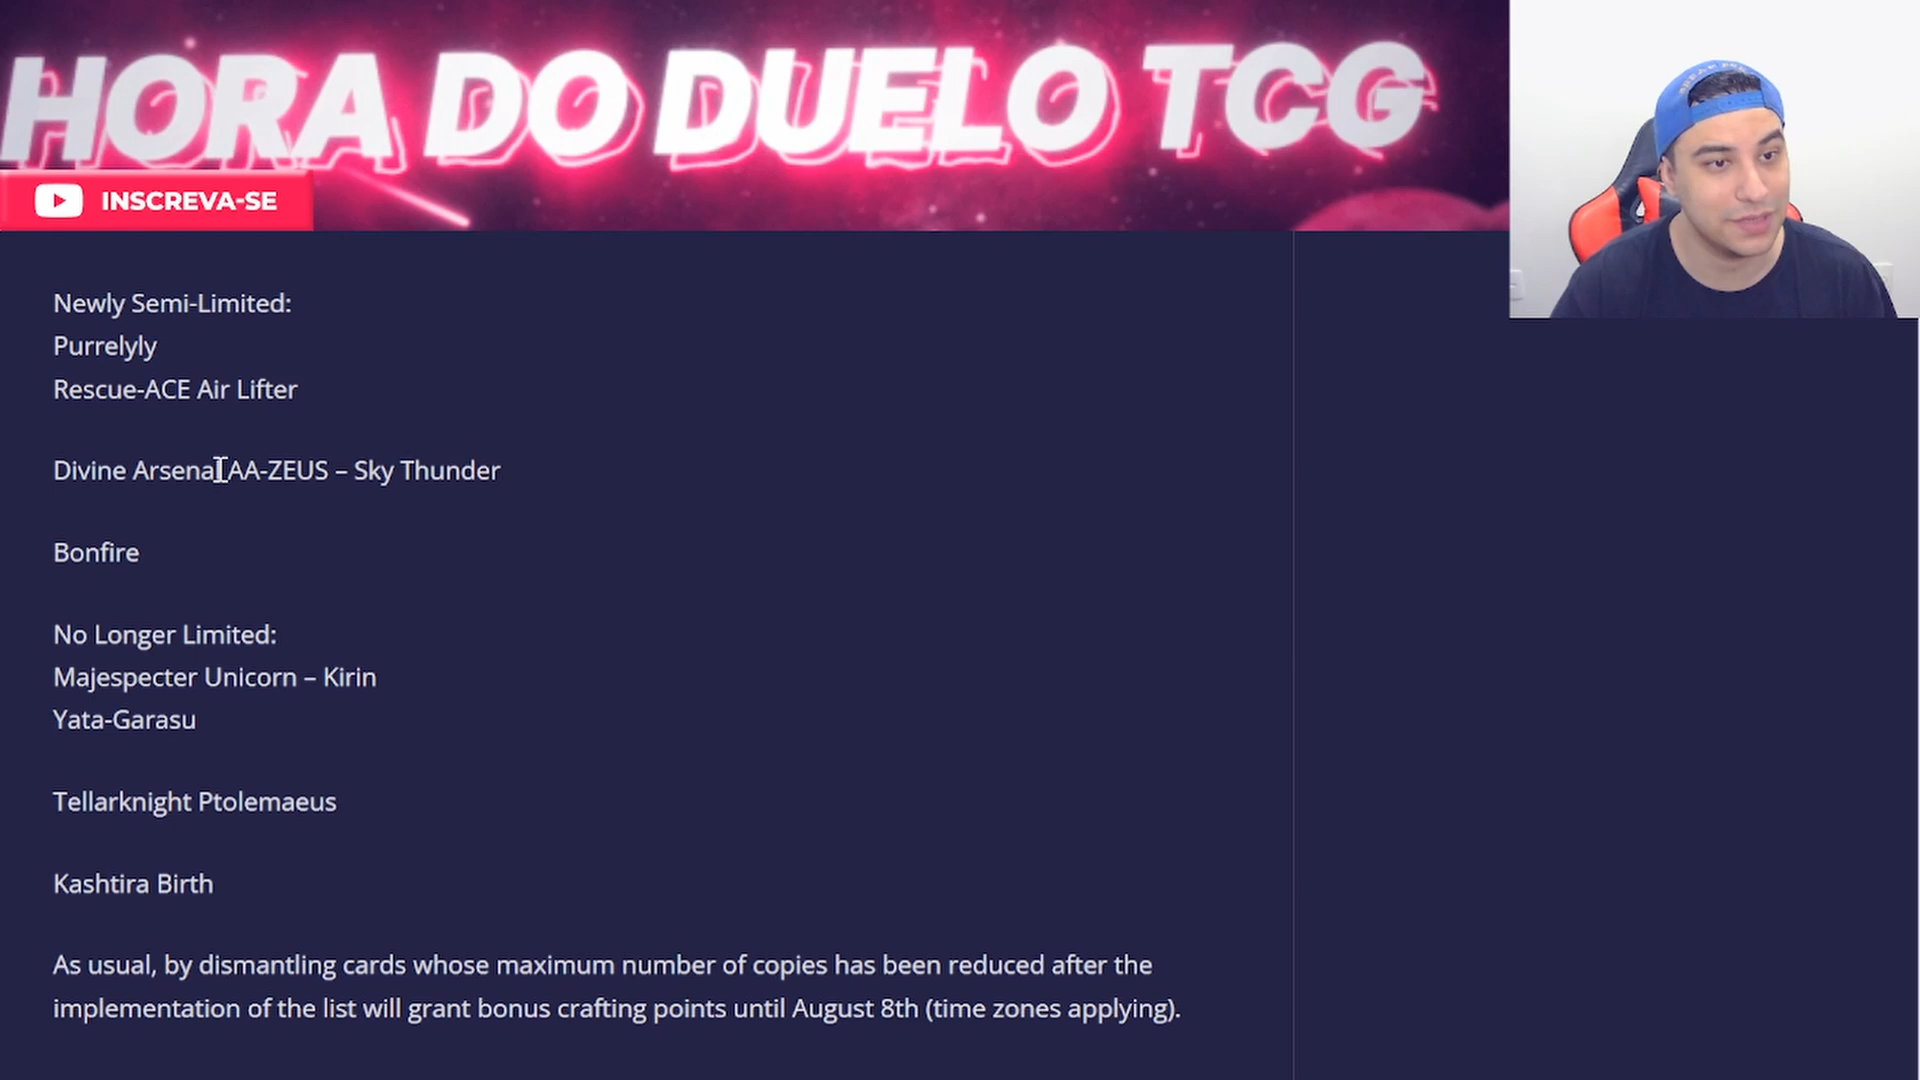 HORA DO DUELO TCG
INSCREVA-SE
Newly Semi-Limited:
Purrelyly
Rescue-ACE Air Lifter
Divine Arsenal AA-ZEUS – Sky Thunder
Bonfire
No Longer Limited:
Majespecter Unicorn – Kirin
Yata-Garasu
Tellarknight Ptolemaeus
Kashtira Birth
As usual, by dismantling cards whose maximum number of copies has been reduced after the
implementation of the list will grant bonus crafting points until August 8th (time zones applying).